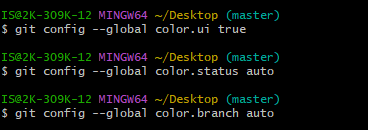 IS@2K-309K-12 MINGW64 ~/Desktop (master)
$ git config --global color.ui true
IS@2K-309K-12 MINGW64 ~/Desktop (master)
$ git config --global color.status auto
IS@2K-309K-12 MINGW64 ~/Desktop (master)
$ git config --global color.branch auto